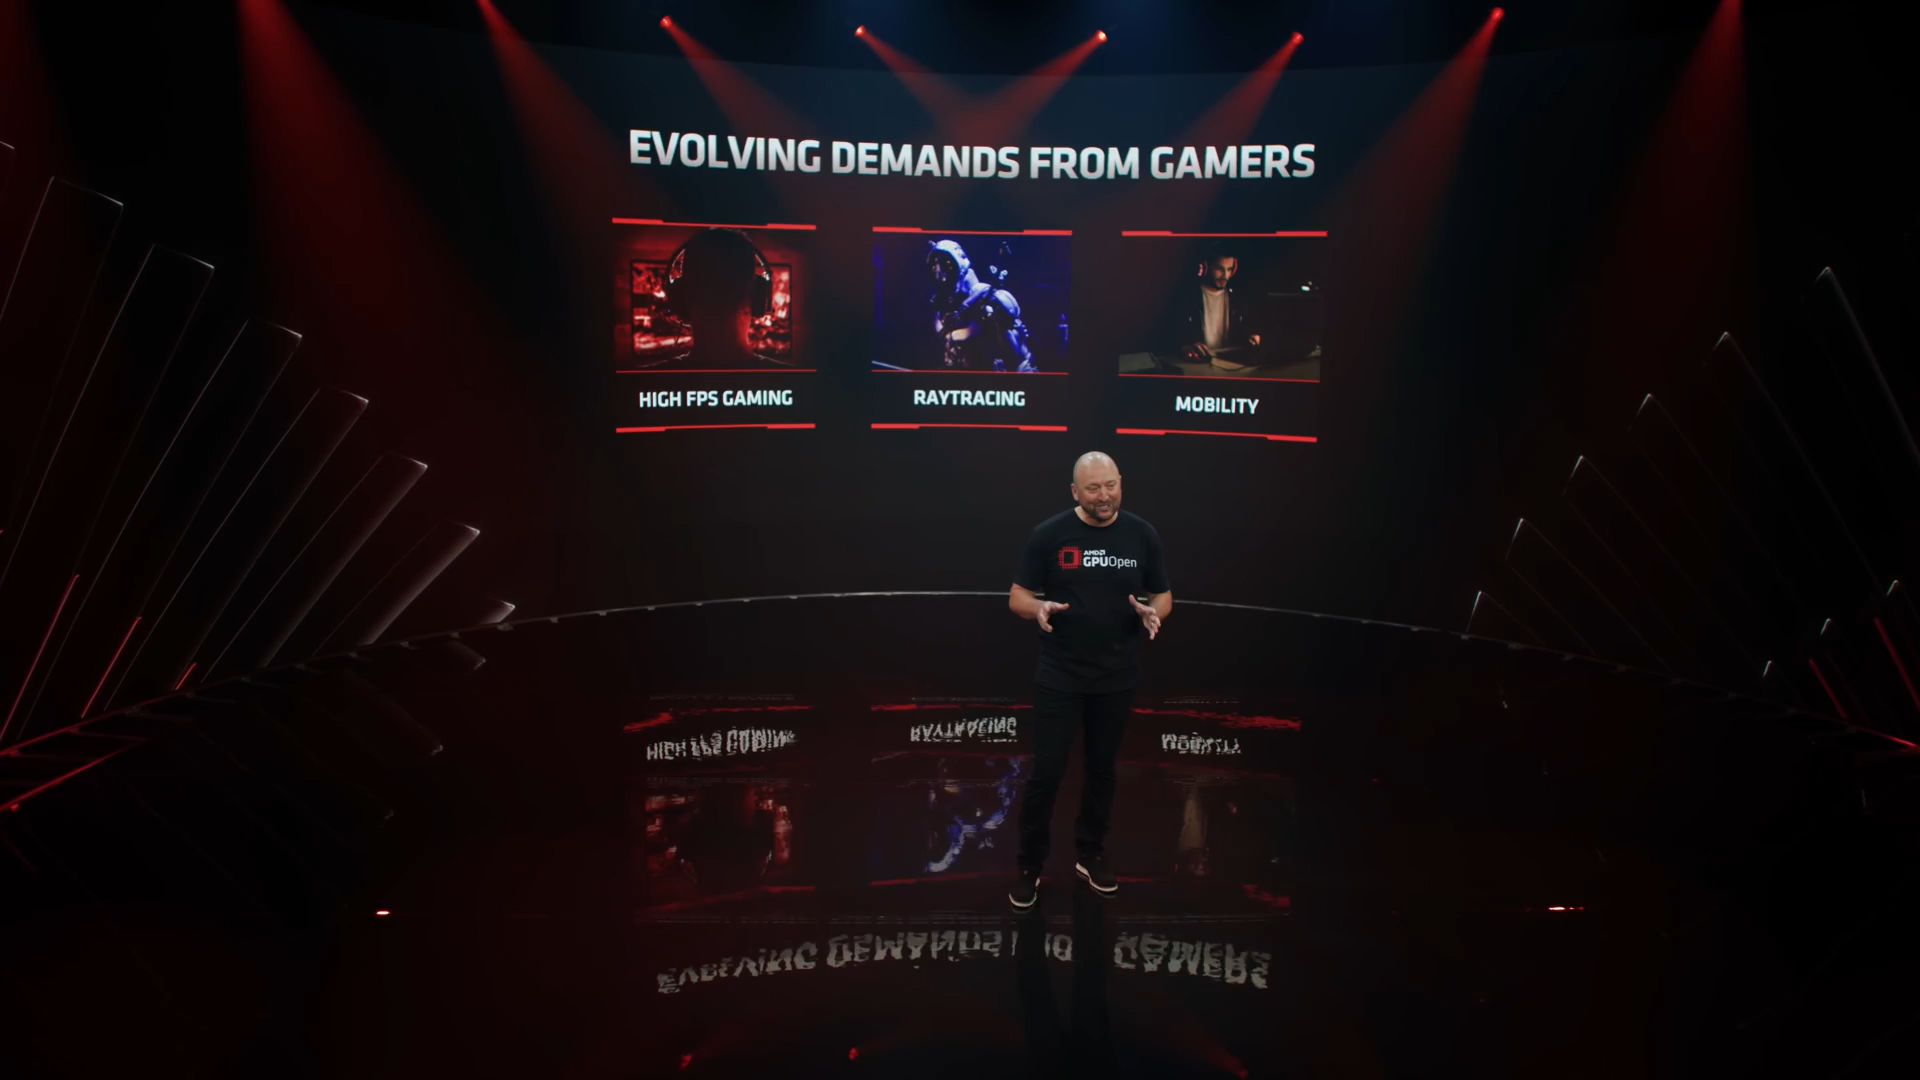 EVOLVING DEMANDS FROM GAMERS
HIGH FPS GAMING
RAYTRACING
MOBILITY
AMD
GPUOpen